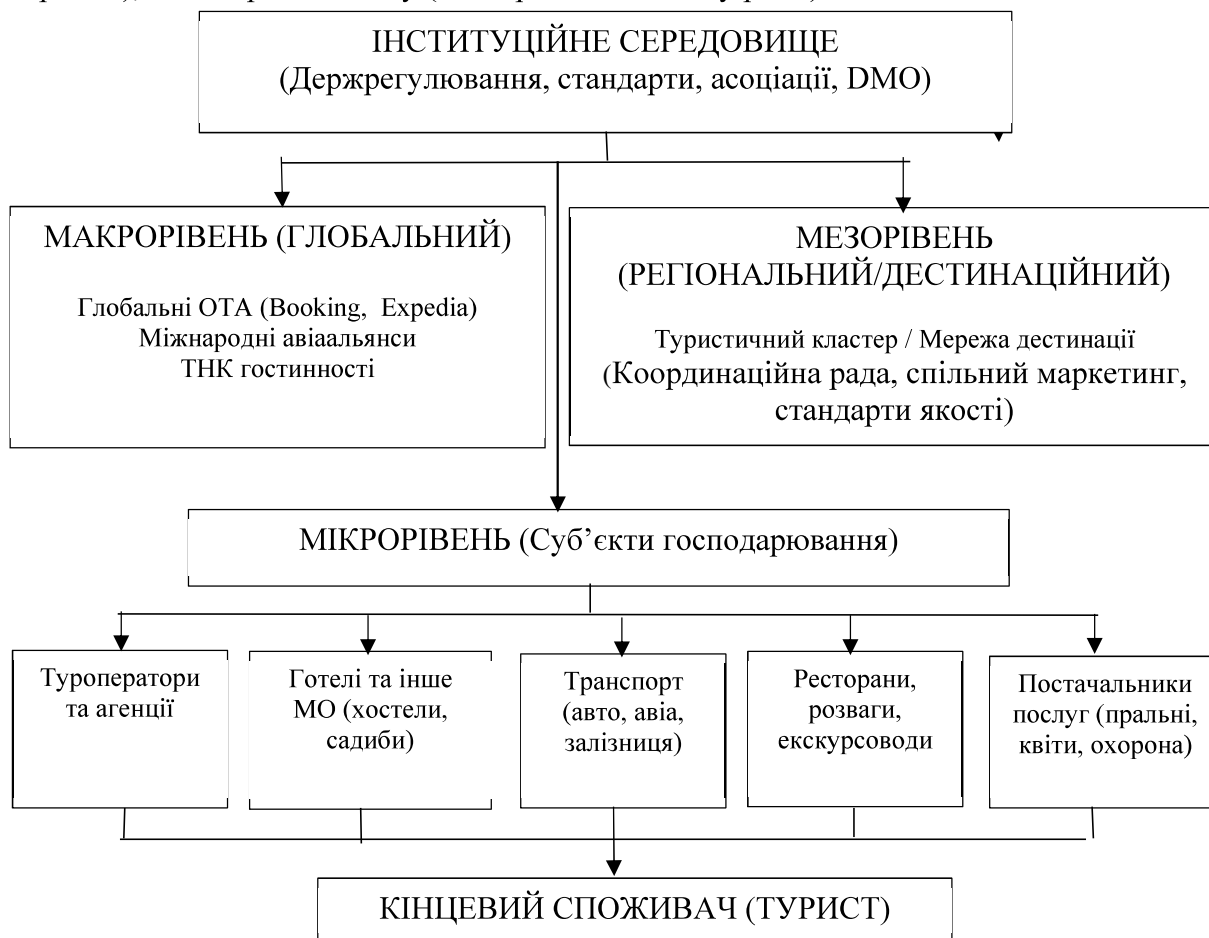 ІНСТИТУЦІЙНЕ СЕРЕДОВИЩЕ
(Держрегулювання, стандарти, асоціації, DMO)
МАКРОРІВЕНЬ (ГЛОБАЛЬНИЙ)
Глобальні ОТА (Booking, Expedia)
Міжнародні авіаальянси
ТНК гостинності
МЕЗОРІВЕНЬ
(РЕГІОНАЛЬНИЙ/ДЕСТИНАЦІЙНИЙ)
Туристичний кластер / Мережа дестинації
(Координаційна рада, спільний маркетинг,
стандарти якості)
МІКРОРІВЕНЬ (Суб’єкти господарювання)
Туроператори
та агенції
Готелі та інше
МО (хостели,
садиби)
Транспорт
(авто, авіа,
залізниця)
Ресторани,
розваги,
екскурсоводи
Постачальники
послуг (пральні,
квіти, охорона)
КІНЦЕВИЙ СПОЖИВАЧ (ТУРИСТ)